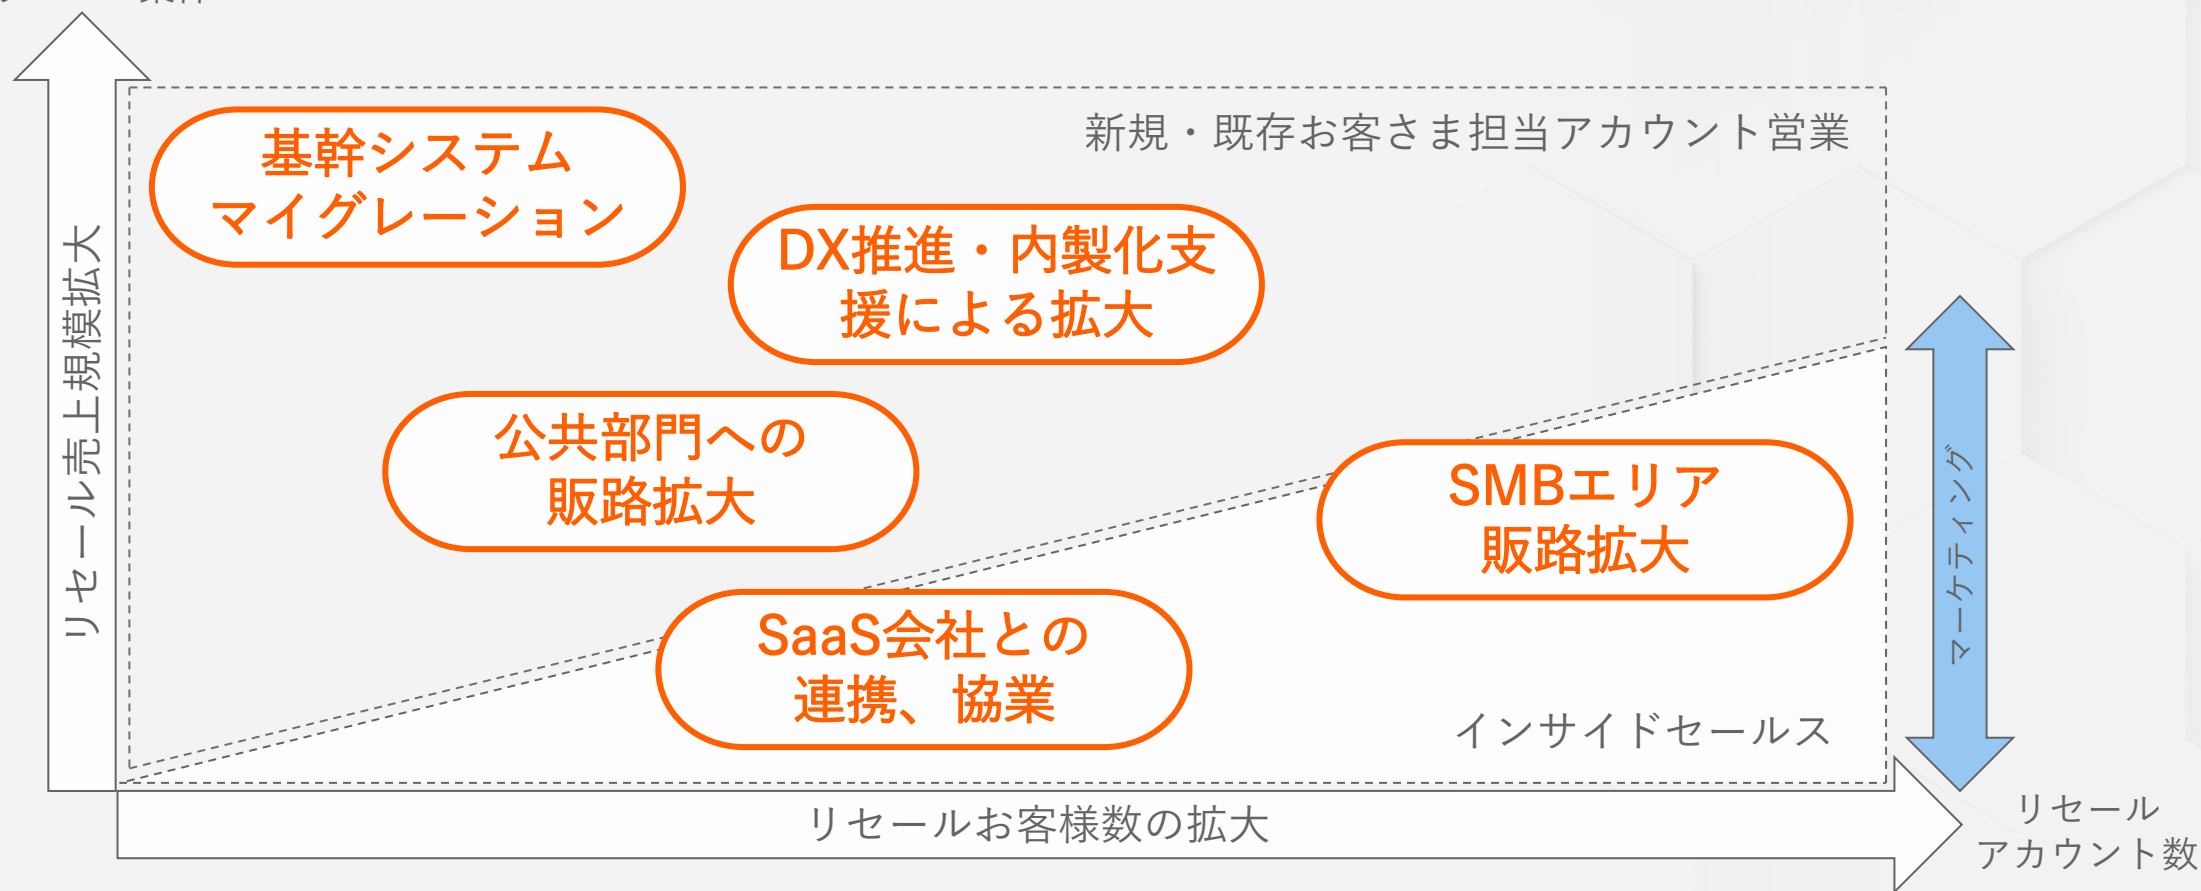 基幹システム
マイグレーション
新規・既存お客さま担当アカウント営業
DX推進・内製化支
援による拡大
リセール売上規模拡大
公共部門への
販路拡大
SMBエリア
販路拡大
マーケティング
SaaS会社との
連携、協業
インサイドセールス
リセールお客様数の拡大
リセール
アカウント数